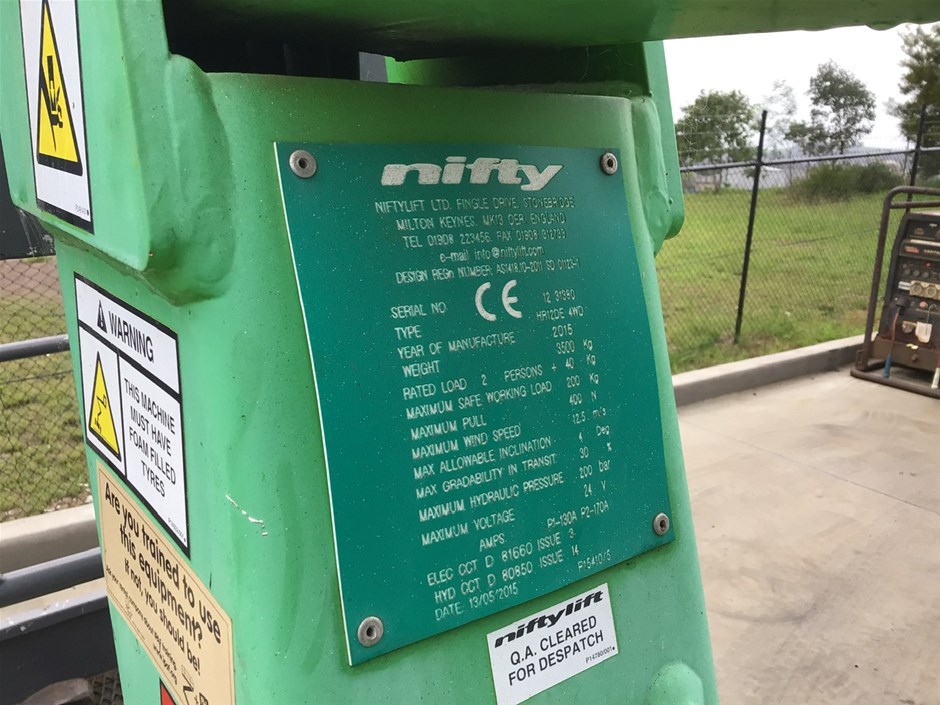 nifty
NIFTYLIFT LTD. FINGLE DRIVE, STONEBRIDGE
MILTON KEYNES. MK13 0ER. ENGLAND
TEL 01908 223456 FAX 01908 312733
e-mail info@niftylift.com
DESIGN REGn NUMBER: AS1418.10-2011 SO 01123-1
CE
SERIAL NO 12 31980
TYPE HR12DE 4WD
YEAR OF MANUFACTURE 2015
WEIGHT 3500 Kg
RATED LOAD 2 PERSONS + 40 Kg
MAXIMUM SAFE WORKING LOAD 200 Kg
MAXIMUM PULL 400 N
MAXIMUM WIND SPEED 12.5 m/s
MAX ALLOWABLE INCLINATION 4 Deg
MAX GRADABILITY IN TRANSIT 30 %
MAXIMUM HYDRAULIC PRESSURE 200 bar
MAXIMUM VOLTAGE 24 V
AMPS P1-130A P2-170A
ELEC CCT D 81660 ISSUE 3
HYD CCT D 80850 ISSUE 14
DATE: 13/05/2015 P15410/5
WARNING
THIS MACHINE
MUST HAVE
FOAM FILLED
TYRES
Are you trained to use
this equipment?
If not, you should be!
niftylift
Q.A. CLEARED
FOR DESPATCH
P14780/001